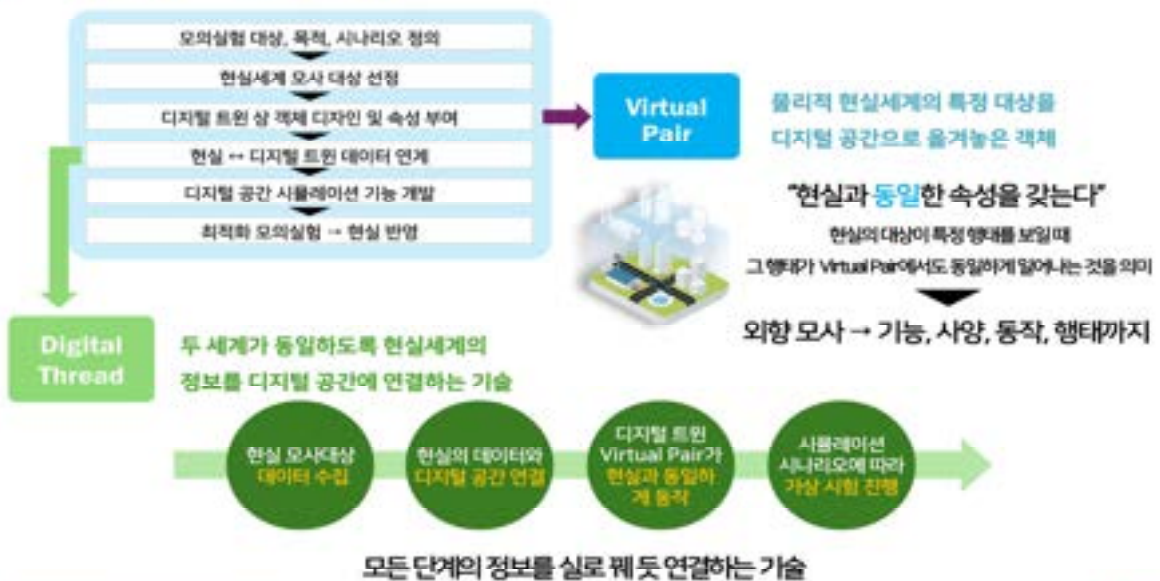 모의실험 대상, 목적, 시나리오 정의
현실세계 모사 대상 선정
디지털 트윈 상 객체 디자인 및 속성 부여
현실 ↔ 디지털 트윈 데이터 연계
디지털 공간 시뮬레이션 기능 개발
최적화 모의실험 → 현실 반영
Virtual
Pair
물리적 현실세계의 특정 대상을
디지털 공간으로 옮겨놓은 객체
"현실과 동일한 속성을 갖는다"
현실의 대상이 특정 행태를 보일 때
그 행태가 Virtual Pair에서도 동일하게 일어나는 것을 의미
외향 모사 → 기능, 사양, 동작, 행태까지
Digital
Thread
두 세계가 동일하도록 현실세계의
정보를 디지털 공간에 연결하는 기술
현실 모사대상
데이터 수집
현실의 데이터와
디지털 공간 연결
디지털 트윈
Virtual Pair가
현실과 동일하
게 동작
시뮬레이션
시나리오에 따라
가상 시험 진행
모든 단계의 정보를 실로 꿰 듯 연결하는 기술